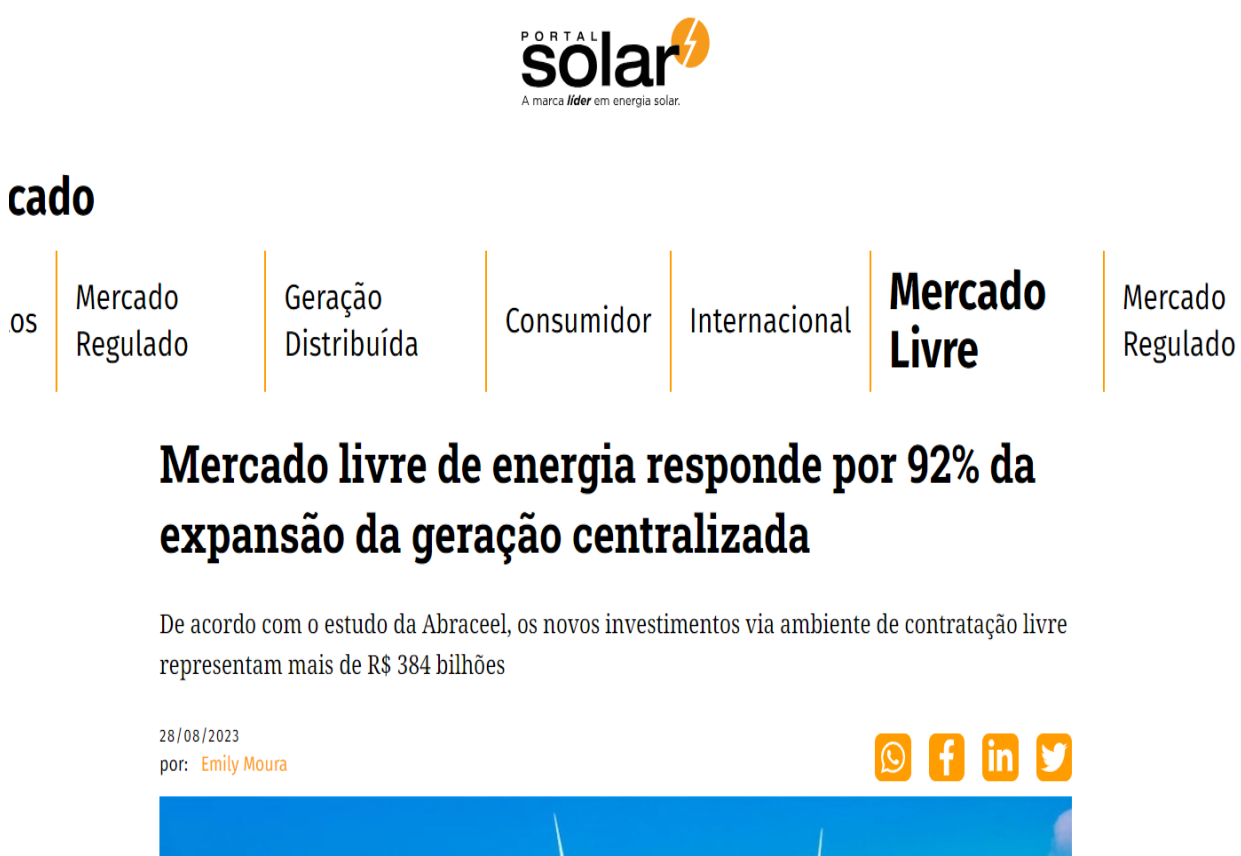 PORTAL
solar
A marca líder em energia solar.
cado
os
Mercado
Regulado
Geração
Distribuída
Consumidor
Internacional
Mercado
Livre
Mercado
Regulado
Mercado livre de energia responde por 92% da
expansão da geração centralizada
De acordo com o estudo da Abraceel, os novos investimentos via ambiente de contratação livre
representam mais de R$ 384 bilhões
28/08/2023
por: Emily Moura